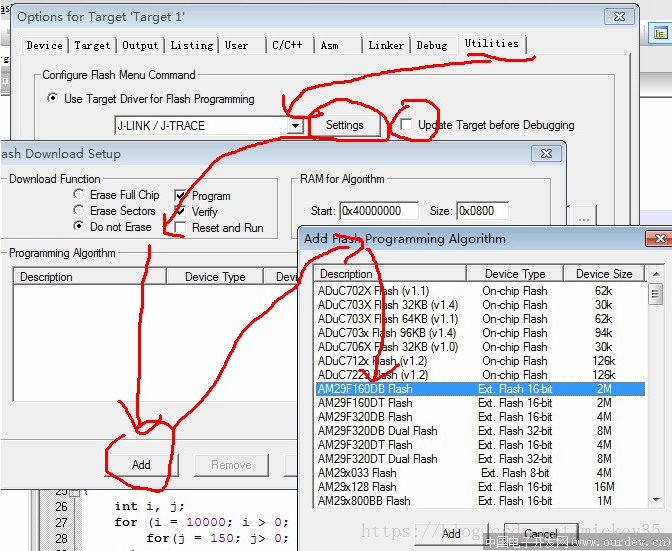 Options for Target 'Target 1'
Device Target Output Listing User C/C++ Asm Linker Debug Utilities
Configure Flash Menu Command
Use Target Driver for Flash Programming
J-LINK / J-TRACE Settings Update Target before Debugging
ash Download Setup
Download Function RAM for Algorithm
Erase Full Chip Program
Erase Sectors Verify Start: 0x40000000 Size: 0x0800
Do not Erase Reset and Run
...
Programming Algorithm
Description Device Type
Add Flash Programming Algorithm
Description Device Type Device Size
ADuC702X Flash (v1.1) On-chip Flash 62k
ADuC703X Flash 32KB (v1.4) On-chip Flash 30k
ADuC703X Flash 64KB (v1.1) On-chip Flash 62k
ADuC703x Flash 96KB (v1.4) On-chip Flash 94k
ADuC706X Flash 32KB (v1.0) On-chip Flash 30k
ADuC712x Flash (v1.2) On-chip Flash 126k
ADuC7229 Flash (v1.2) On-chip Flash 126k
AM29F160DB Flash Ext. Flash 16-bit 2M
AM29F160DT Flash Ext. Flash 16-bit 2M
AM29F320DB Flash Ext. Flash 16-bit 4M
AM29F320DB Dual Flash Ext. Flash 32-bit 8M
AM29F320DT Flash Ext. Flash 16-bit 4M
AM29F320DT Dual Flash Ext. Flash 32-bit 8M
AM29x033 Flash Ext. Flash 8-bit 4M
AM29x128 Flash Ext. Flash 16-bit 16M
AM29x800BB Flash Ext. Flash 16-bit 1M
Add Remove
Add Cancel
25 {
26 int i, j;
27 for (i = 10000; i > 0;
28 for(j = 150; j> 0;
中国电子开发网(www.ourdev.cn)